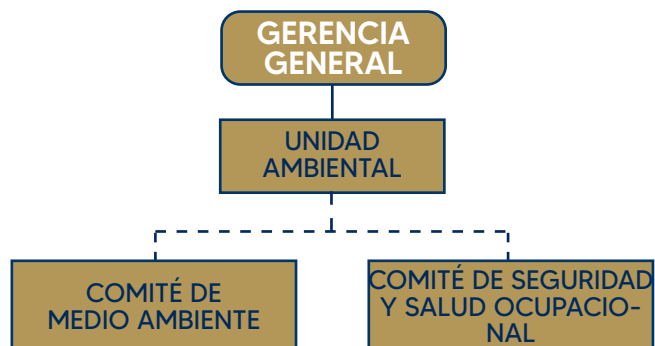 GERENCIA
GENERAL
UNIDAD
AMBIENTAL
COMITÉ DE
MEDIO AMBIENTE
COMITÉ DE SEGURIDAD
Y SALUD OCUPACIO-
NAL